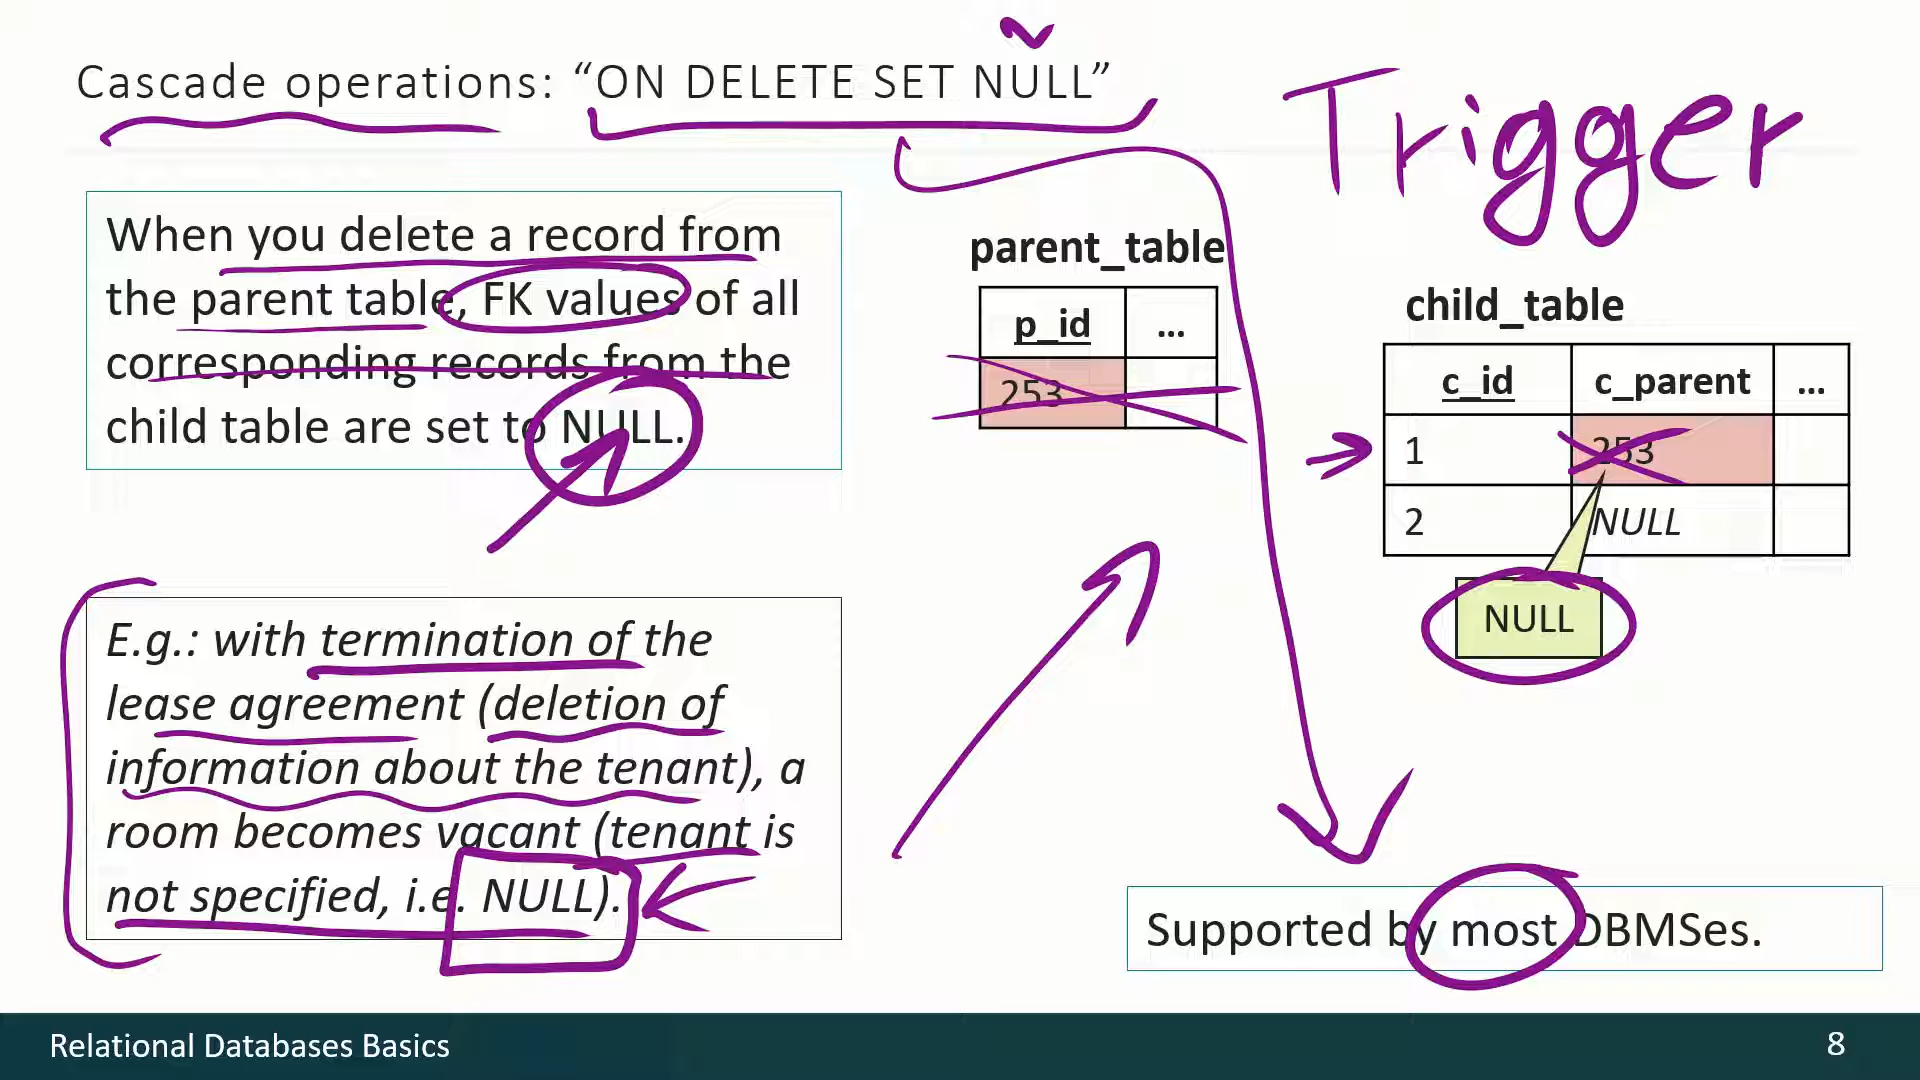 Cascade operations: “ON DELETE SET NULL”
Trigger
When you delete a record from
the parent table, FK values of all
corresponding records from the
child table are set to NULL.
parent_table
p_id ...
253
child_table
c_id c_parent ...
1 253
2 NULL
NULL
E.g.: with termination of the
lease agreement (deletion of
information about the tenant), a
room becomes vacant (tenant is
not specified, i.e. NULL).
Supported by most DBMSes.
Relational Databases Basics
8